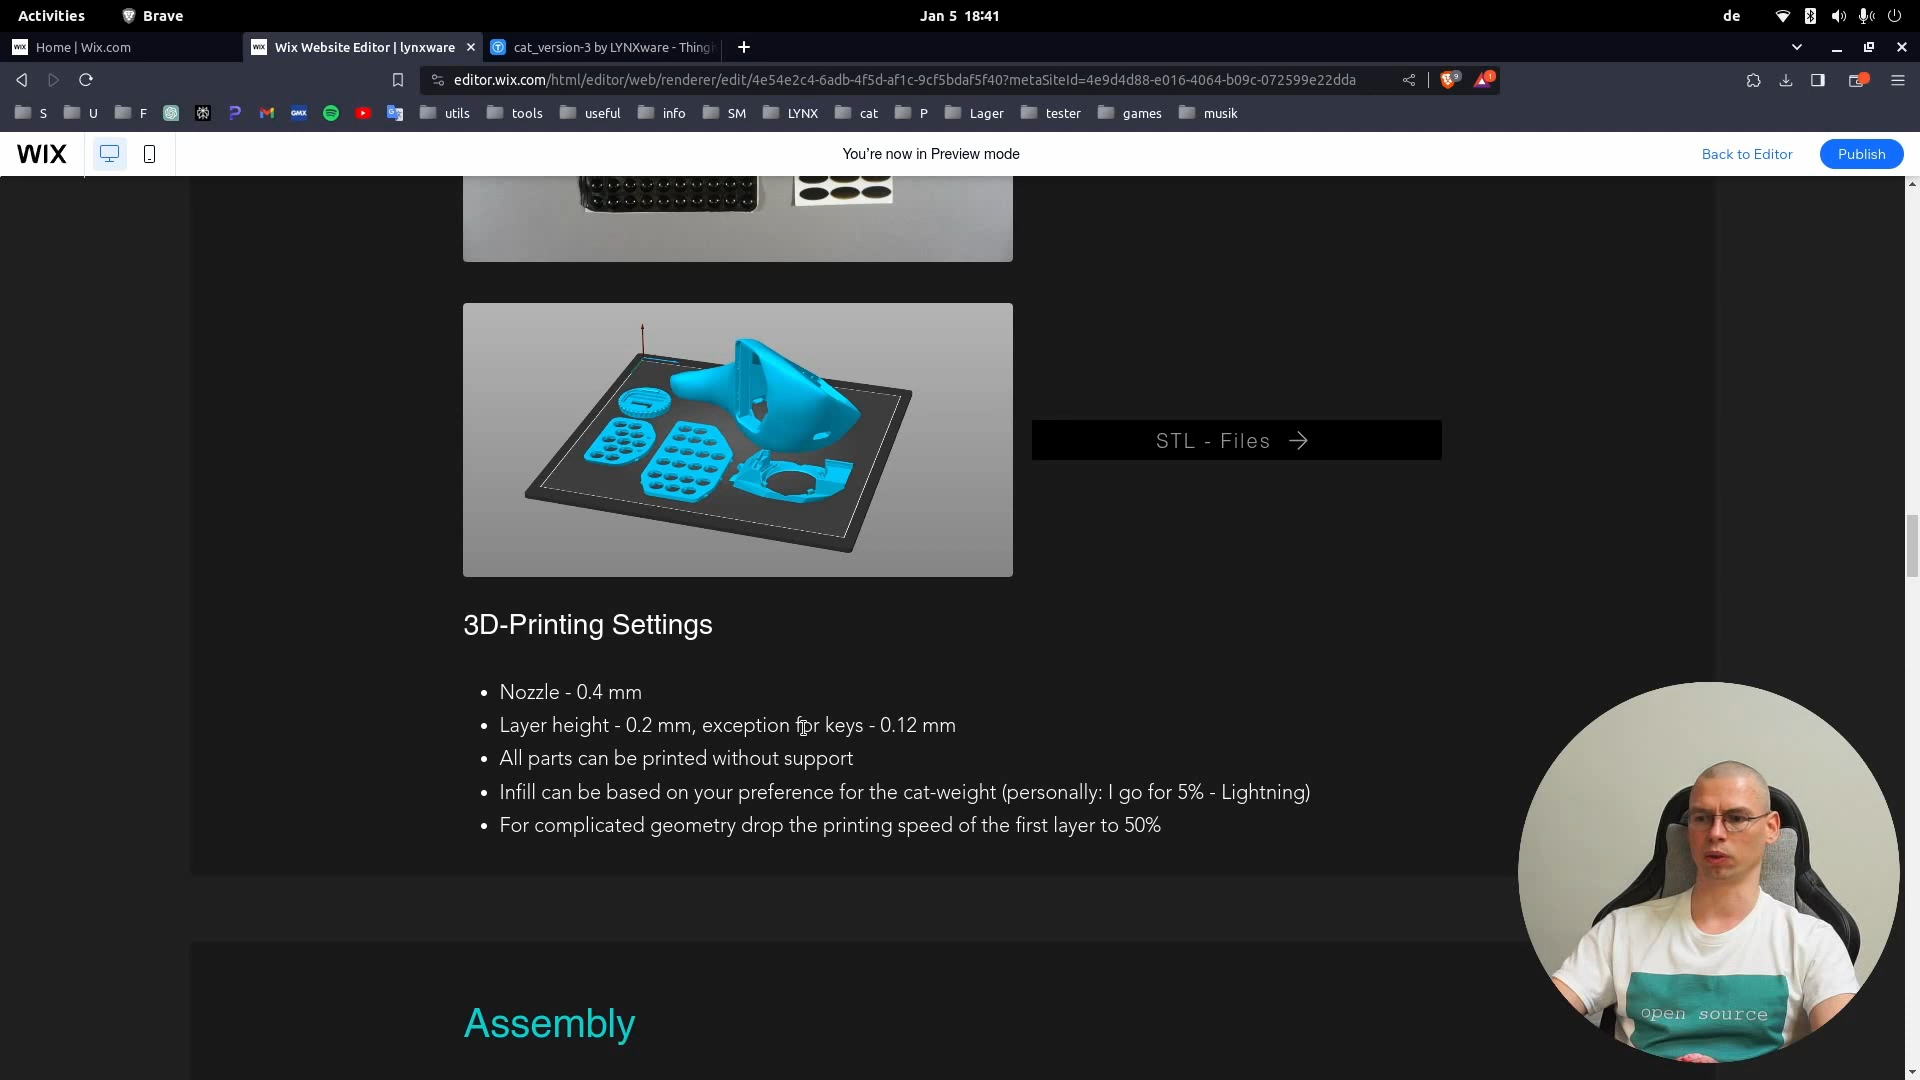 Activities Brave Jan 5 18:41 de
Home | Wix.com Wix Website Editor | lynxware cat_version-3 by LYNXware - Thingi
editor.wix.com/html/editor/web/renderer/edit/4e54e2c4-6adb-4f5d-af1c-9cf5bdaf5f40?metaSiteId=4e9d4d88-e016-4064-b09c-072599e22dda 9 1
S U F GMX utils tools useful info SM LYNX cat P Lager tester games musik
WIX You're now in Preview mode Back to Editor Publish
STL - Files
3D-Printing Settings
• Nozzle - 0.4 mm
• Layer height - 0.2 mm, exception for keys - 0.12 mm
• All parts can be printed without support
• Infill can be based on your preference for the cat-weight (personally: I go for 5% - Lightning)
• For complicated geometry drop the printing speed of the first layer to 50%
open source
Assembly